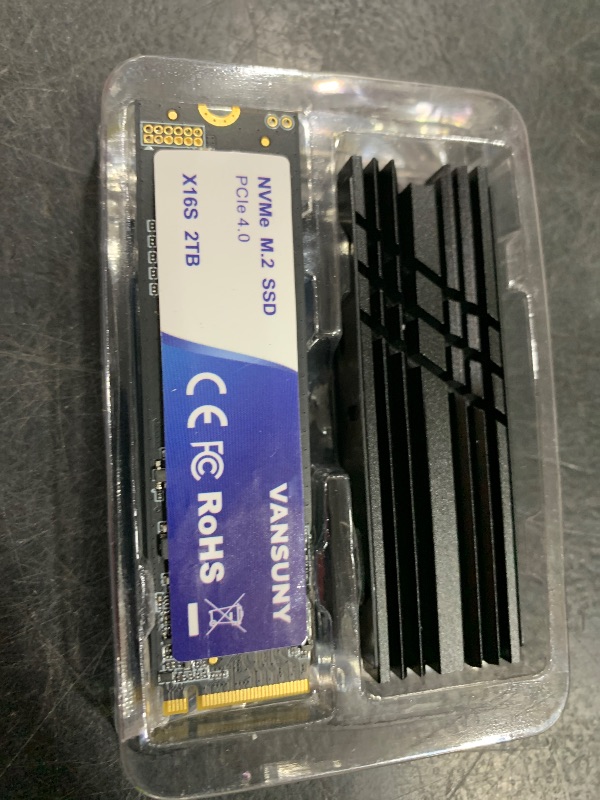 NVMe M.2 SSD
PCIe 4.0
X16S 2TB
VANSUNY
CE FC RoHS